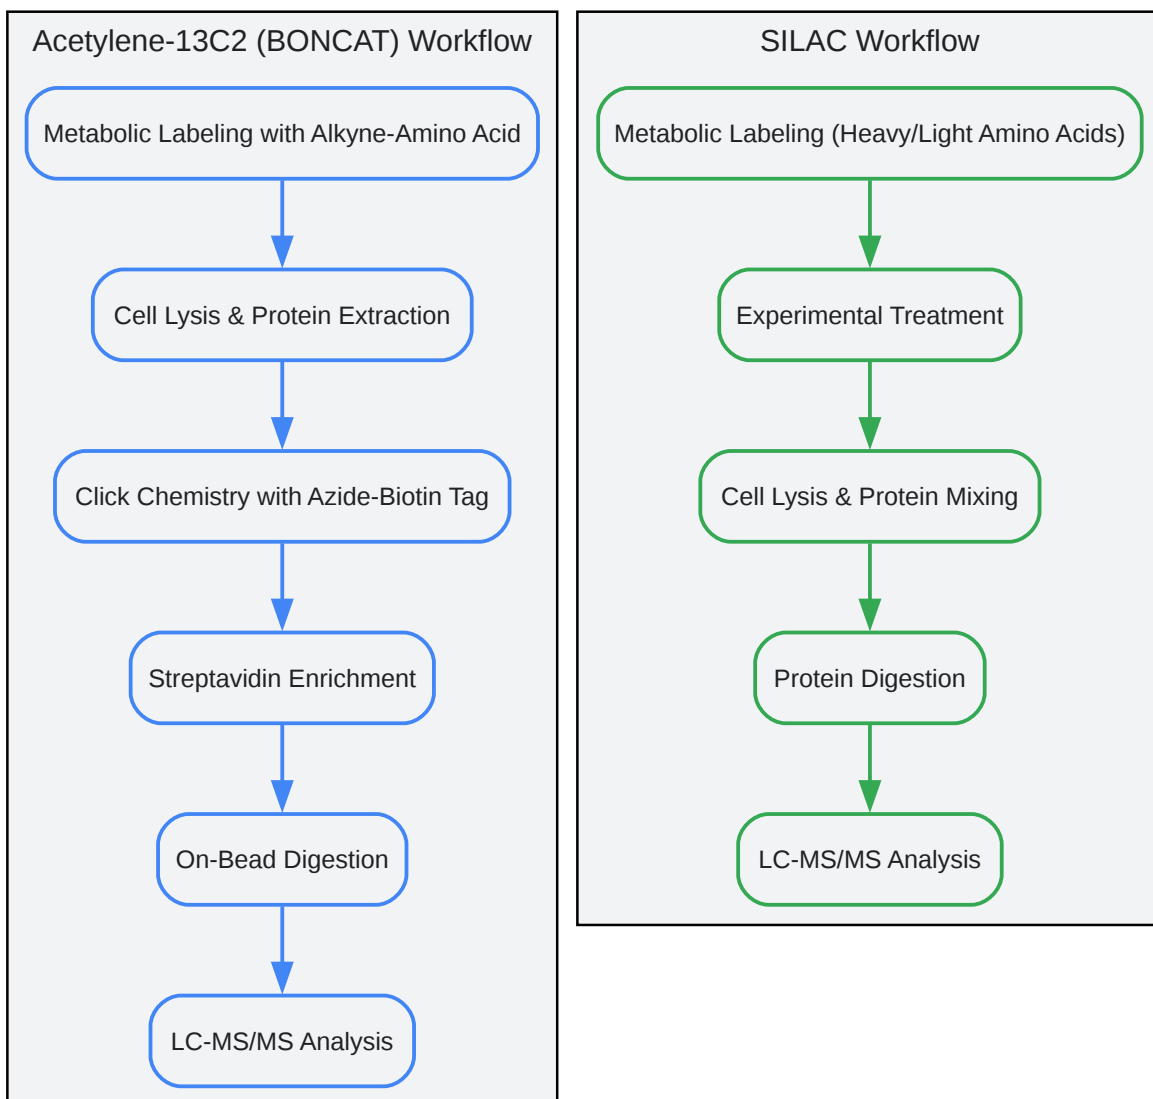 Acetylene-13C2 (BONCAT) Workflow
Metabolic Labeling with Alkyne-Amino Acid
Cell Lysis & Protein Extraction
Click Chemistry with Azide-Biotin Tag
Streptavidin Enrichment
On-Bead Digestion
LC-MS/MS Analysis
SILAC Workflow
Metabolic Labeling (Heavy/Light Amino Acids)
Experimental Treatment
Cell Lysis & Protein Mixing
Protein Digestion
LC-MS/MS Analysis